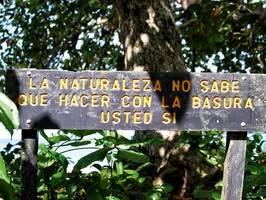 LA NATURALEZA NO SABE
QUE HACER CON LA BASURA
USTED SI